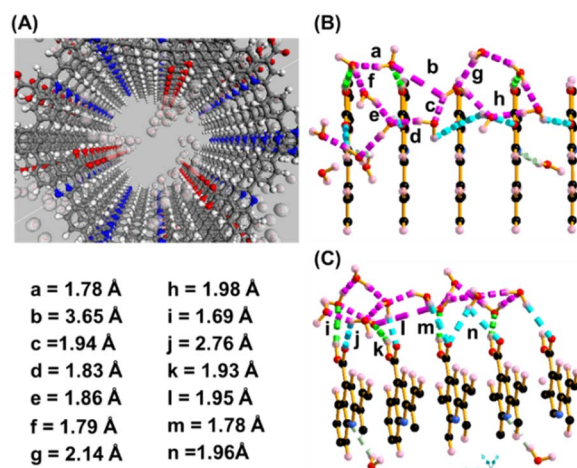 (A)
(B)
a
b
g
f
h
e
c
d
(C)
i
j
l
m
k
n
a = 1.78 Å
b = 3.65 Å
c =1.94 Å
d = 1.83 Å
e = 1.86 Å
f = 1.79 Å
g = 2.14 Å
h = 1.98 Å
i = 1.69 Å
j = 2.76 Å
k = 1.93 Å
l = 1.95 Å
m = 1.78 Å
n =1.96Å